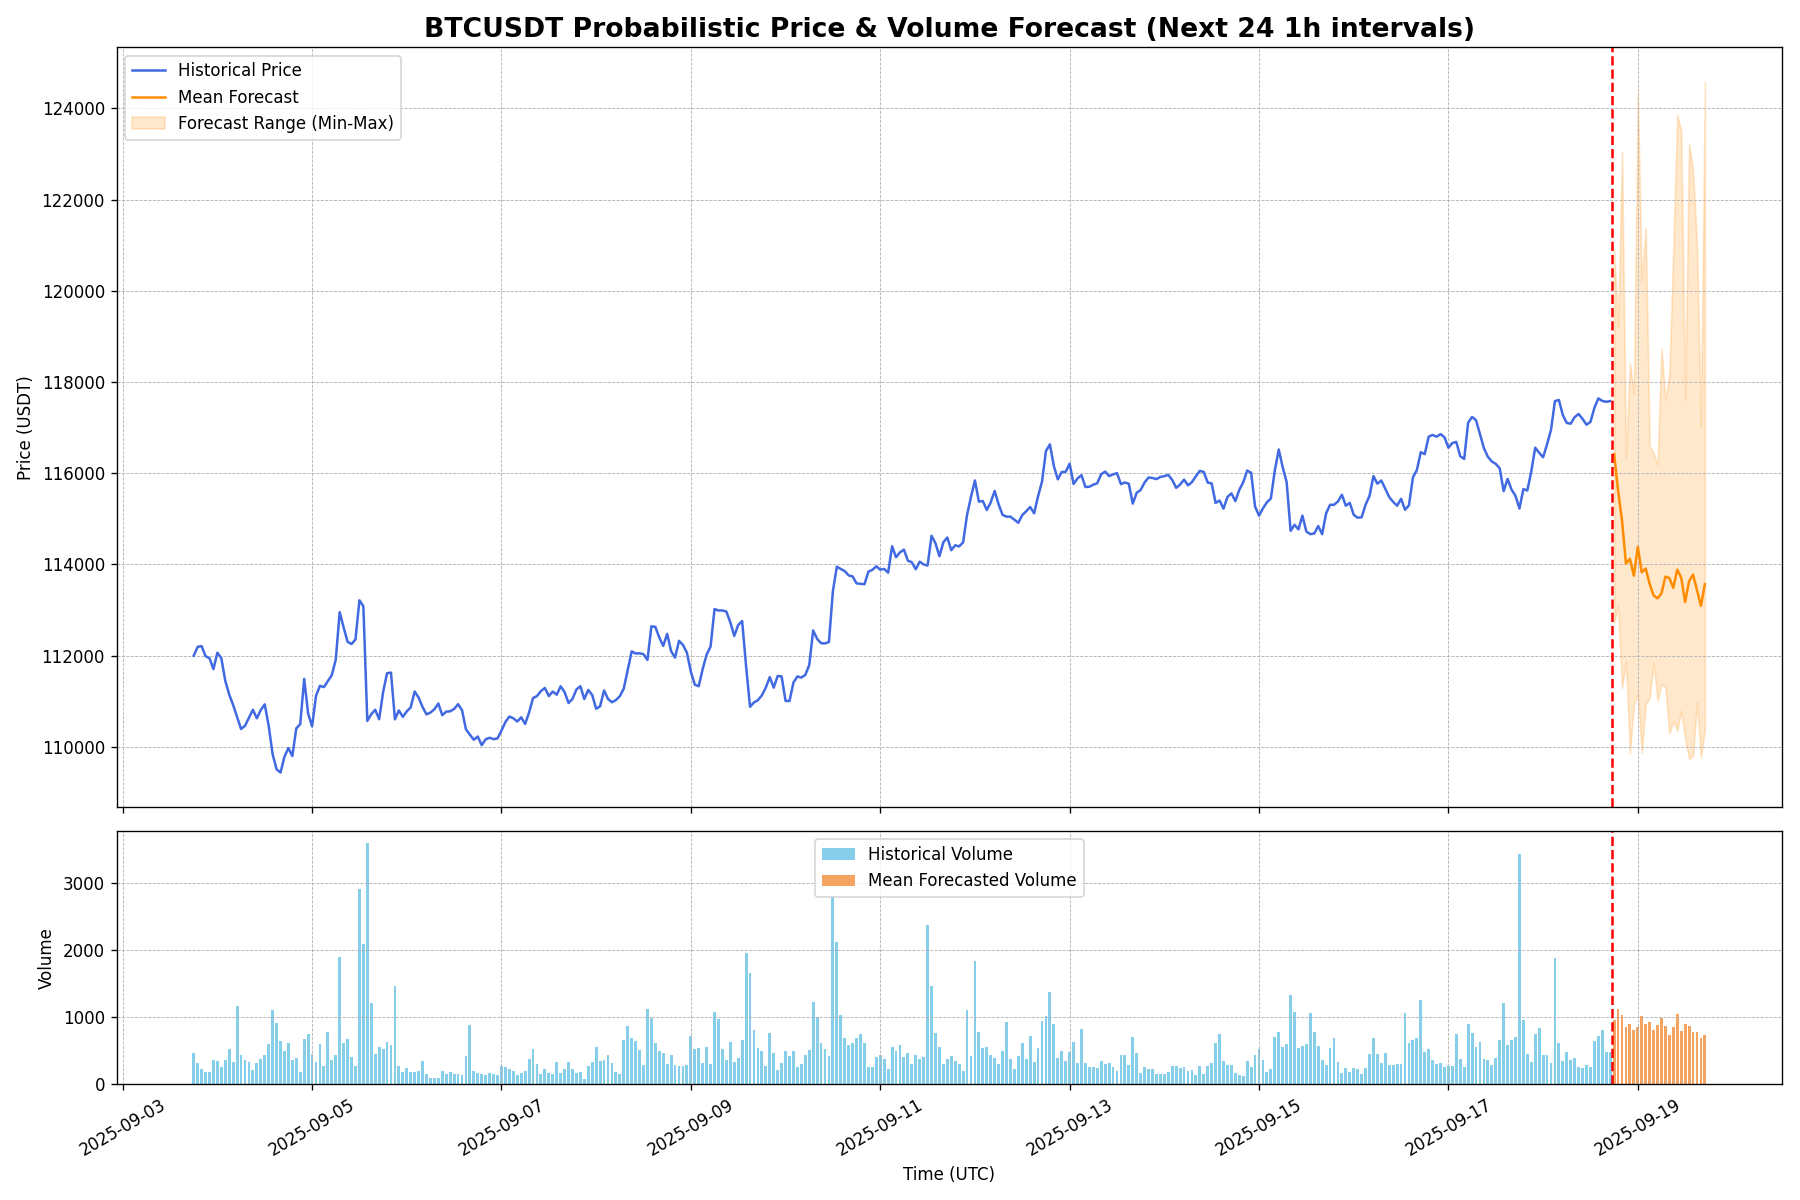 BTCUSDT Probabilistic Price & Volume Forecast (Next 24 1h intervals)
Historical Price
Mean Forecast
Forecast Range (Min-Max)
124000
122000
120000
118000
116000
114000
112000
110000
Price (USDT)
Historical Volume
Mean Forecasted Volume
3000
2000
1000
0
Volume
2025-09-03
2025-09-05
2025-09-07
2025-09-09
2025-09-11
2025-09-13
2025-09-15
2025-09-17
2025-09-19
Time (UTC)